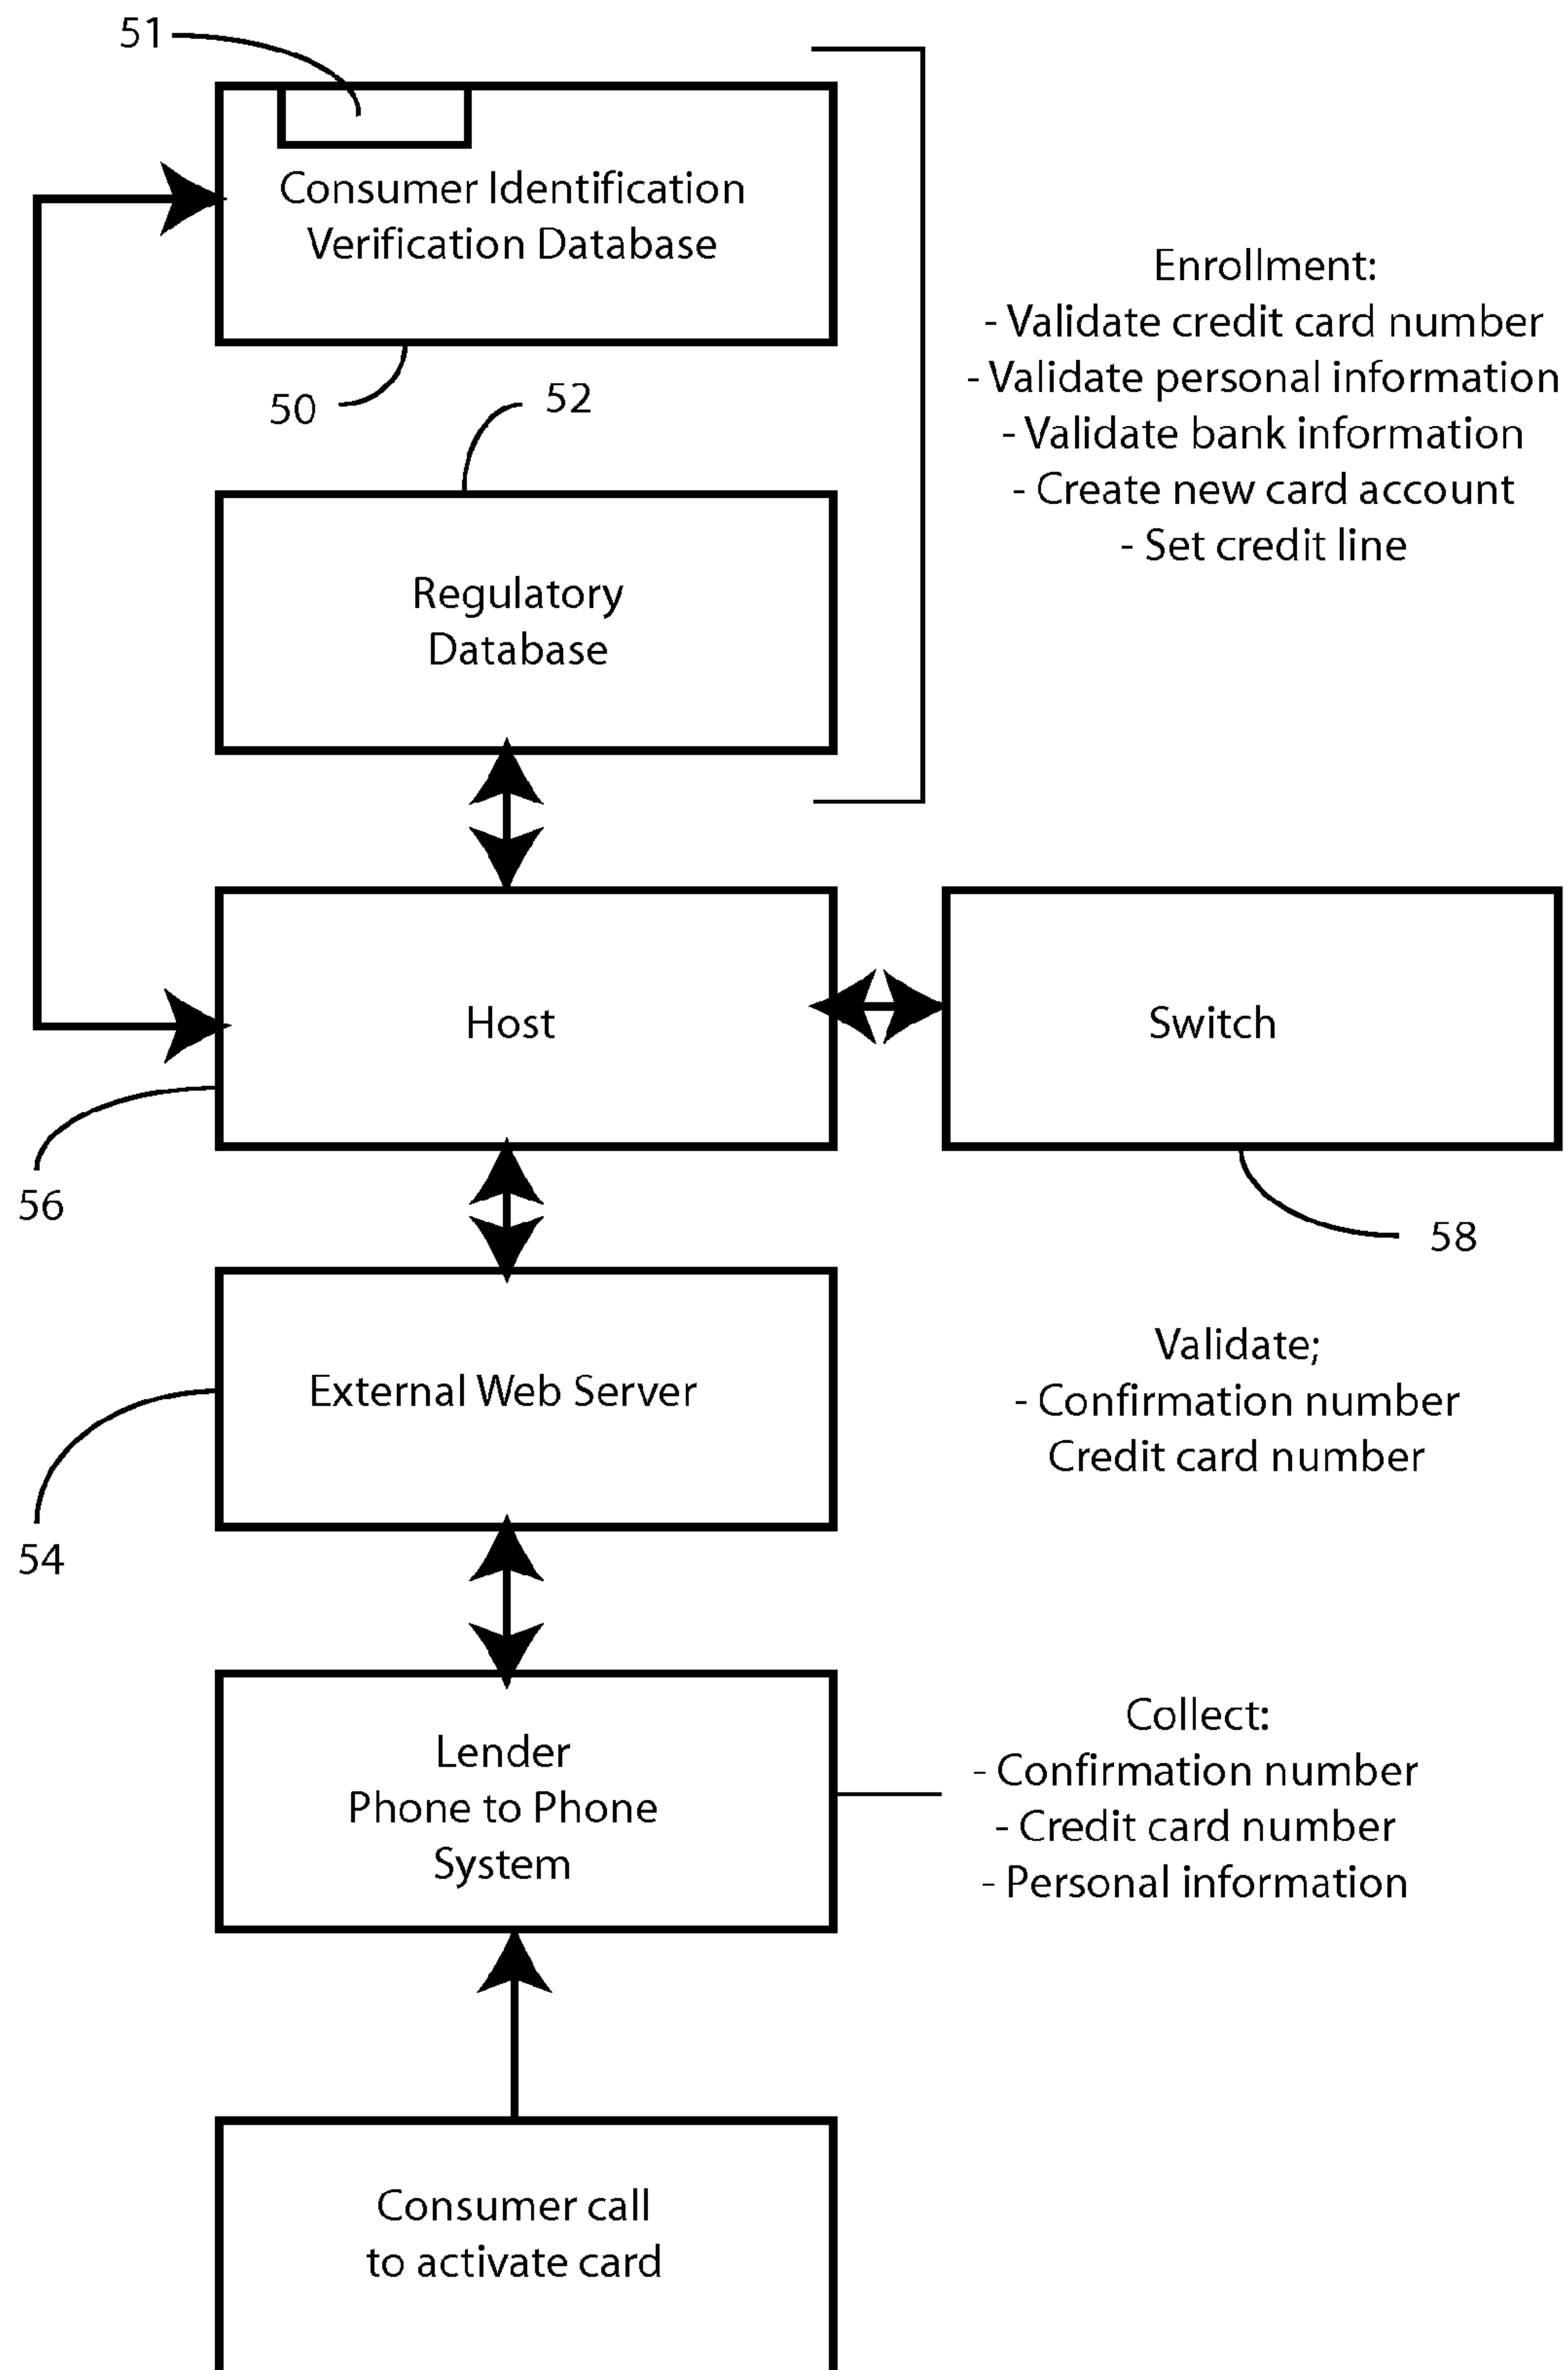 51
Consumer Identification
Verification Database
50
52
Enrollment:
- Validate credit card number
- Validate personal information
- Validate bank information
- Create new card account
- Set credit line
Regulatory
Database
Host
Switch
56
58
External Web Server
54
Validate;
- Confirmation number
Credit card number
Lender
Phone to Phone
System
Collect:
- Confirmation number
- Credit card number
- Personal information
Consumer call
to activate card